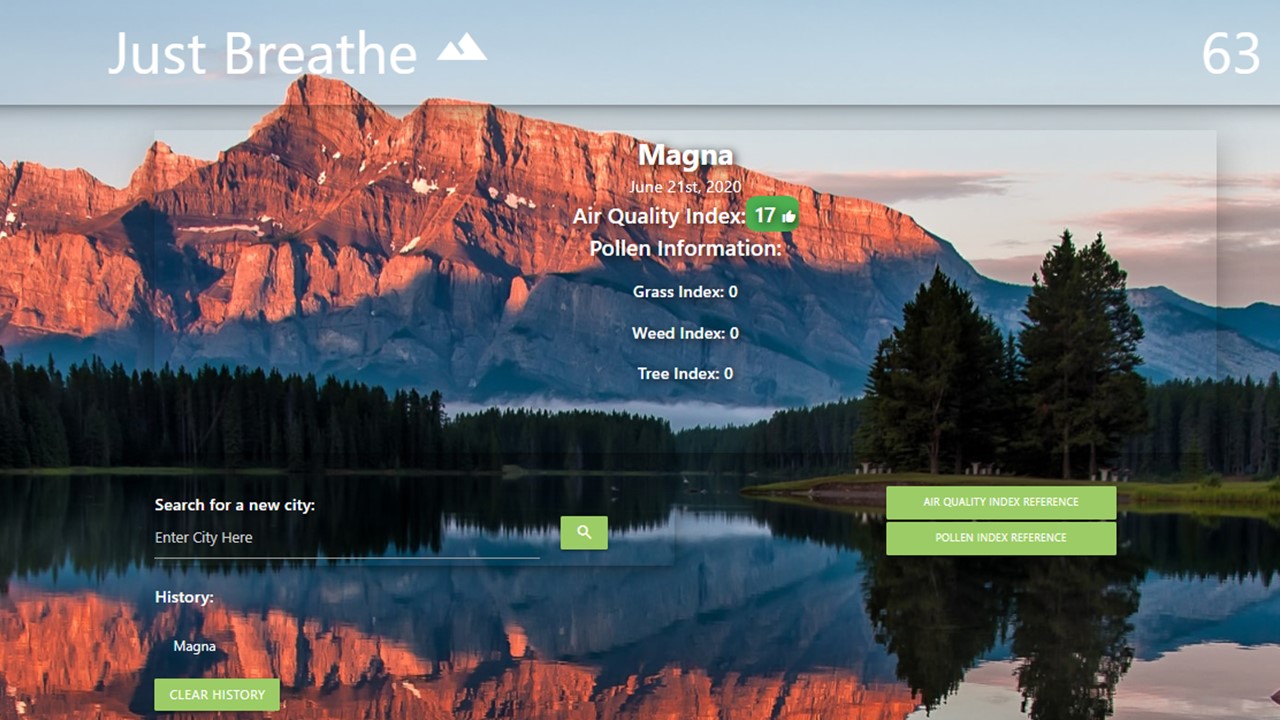 Just Breathe
63
Magna
June 21st, 2020
Air Quality Index: 17
Pollen Information:
Grass Index: 0
Weed Index: 0
Tree Index: 0
Search for a new city:
Enter City Here
AIR QUALITY INDEX REFERENCE
POLLEN INDEX REFERENCE
History:
Magna
CLEAR HISTORY